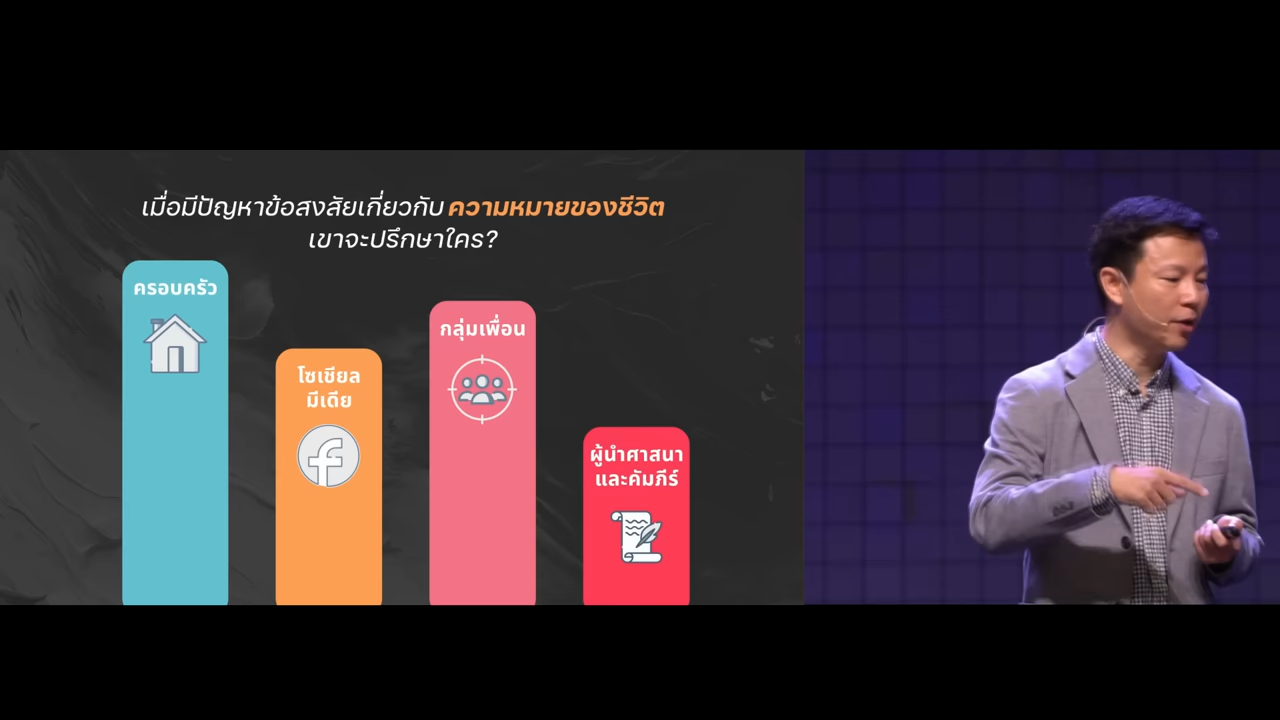 เมื่อมีปัญหาข้อสงสัยเกี่ยวกับ ความหมายของชีวิต
เขาจะปรึกษาใคร?
ครอบครัว
โซเชียล
มีเดีย
กลุ่มเพื่อน
ผู้นำศาสนา
และคัมภีร์